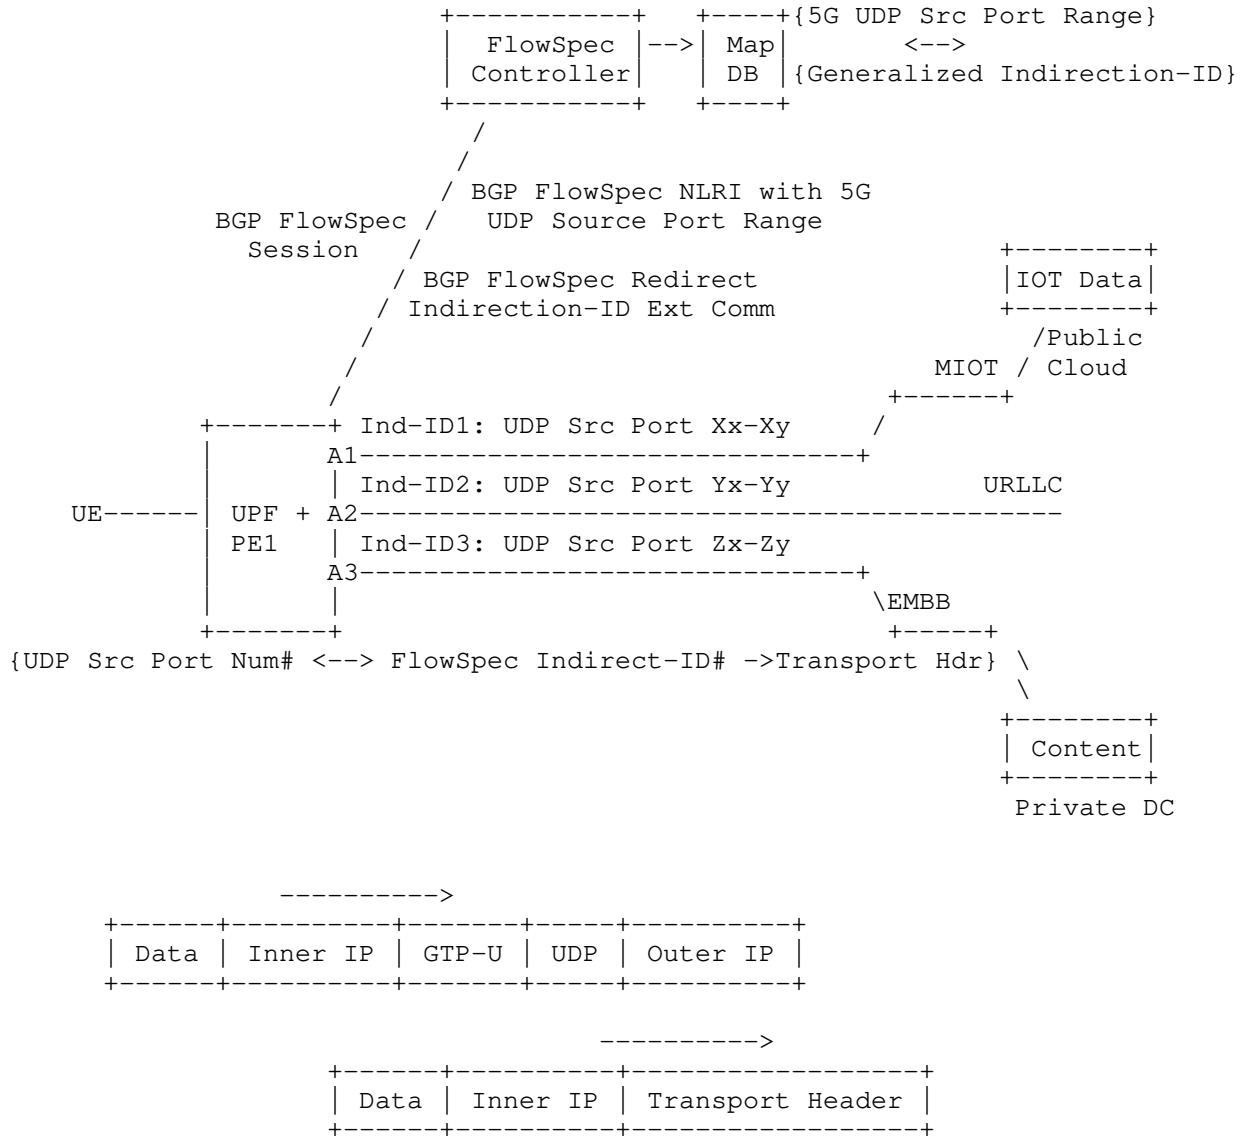 {5G UDP Src Port Range}
FlowSpec --> Map <-->
Controller DB {Generalized Indirection-ID}
BGP FlowSpec NLRI with 5G
BGP FlowSpec UDP Source Port Range
Session
BGP FlowSpec Redirect IOT Data
Indirection-ID Ext Comm
Public
MIOT Cloud
Ind-ID1: UDP Src Port Xx-Xy
A1
Ind-ID2: UDP Src Port Yx-Yy URLLC
UE UPF + A2
PE1 Ind-ID3: UDP Src Port Zx-Zy
A3
EMBB
{UDP Src Port Num# <--> FlowSpec Indirect-ID# ->Transport Hdr}
Content
Private DC
Data Inner IP GTP-U UDP Outer IP
Data Inner IP Transport Header